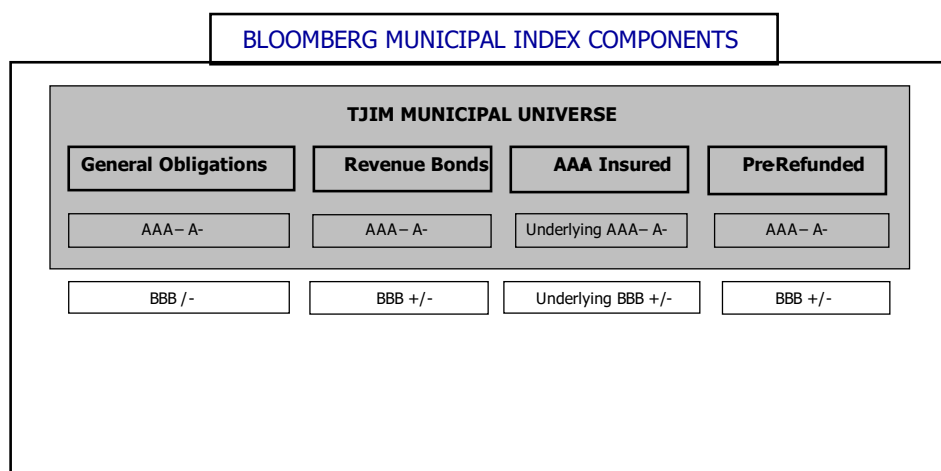 BLOOMBERG MUNICIPAL INDEX COMPONENTS
TJIM MUNICIPAL UNIVERSE
General Obligations Revenue Bonds AAA Insured PreRefunded
AAA– A- AAA– A- Underlying AAA– A- AAA– A-
BBB /- BBB +/- Underlying BBB +/- BBB +/-